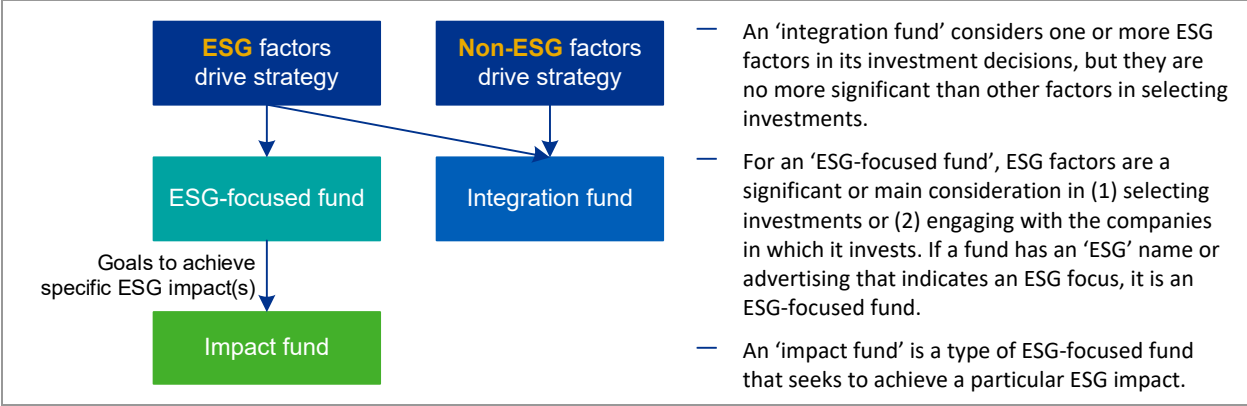 ESG factors
drive strategy
Non-ESG factors
drive strategy
ESG-focused fund
Integration fund
Goals to achieve
specific ESG impact(s)
Impact fund
— An ‘integration fund’ considers one or more ESG
factors in its investment decisions, but they are
no more significant than other factors in selecting
investments.
— For an ‘ESG-focused fund’, ESG factors are a
significant or main consideration in (1) selecting
investments or (2) engaging with the companies
in which it invests. If a fund has an ‘ESG’ name or
advertising that indicates an ESG focus, it is an
ESG-focused fund.
— An ‘impact fund’ is a type of ESG-focused fund
that seeks to achieve a particular ESG impact.